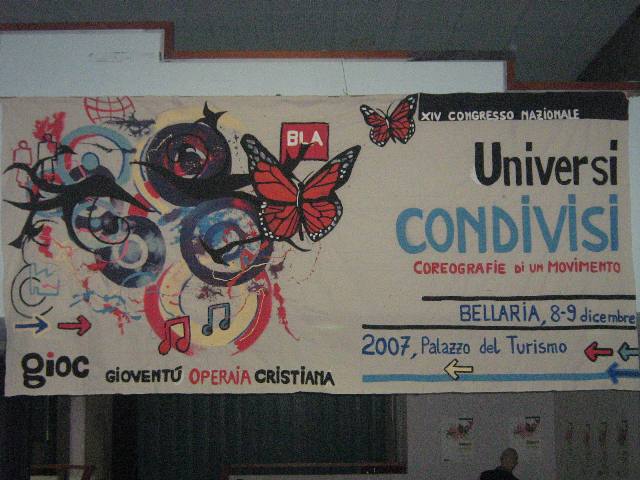 XIV CONGRESSO NAZIONALE
BLA
Universi
CONDIVISI
COREOGRAFIE DI UN MOVIMENTO
BELLARIA, 8-9 dicembre
2007, Palazzo del Turismo
gioc GIOVENTÚ OPERAIA CRISTIANA